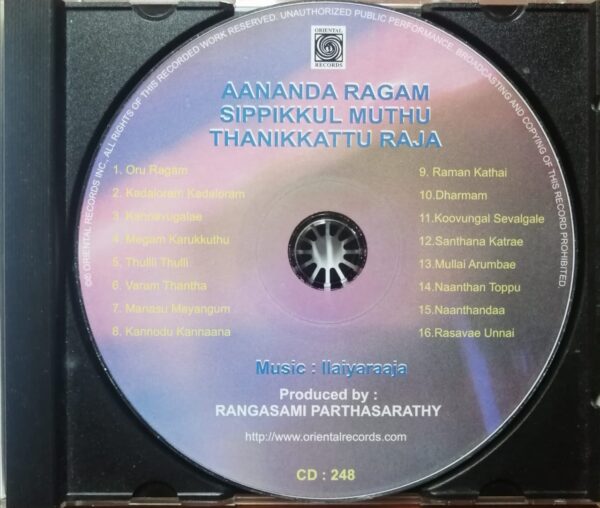 ©℗ ORIENTAL RECORDS INC., ALL RIGHTS OF THIS RECORDED WORK RESERVED. UNAUTHORIZED PUBLIC PERFORMANCE, BROADCASTING AND COPYING OF THIS RECORD PROHIBITED.
ORIENTAL
RECORDS
AANANDA RAGAM
SIPPIKKUL MUTHU
THANIKKATTU RAJA
1. Oru Ragam
2. Kadaloram Kadaloram
3. Kannavugalae
4. Megam Karukkuthu
5. Thullli Thulli
6. Varam Thantha
7. Manasu Mayangum
8. Kannodu Kannaana
9. Raman Kathai
10.Dharmam
11.Koovungal Sevalgale
12.Santhana Katrae
13.Mullai Arumbae
14.Naanthan Toppu
15.Naanthandaa
16.Rasavae Unnai
Music : Ilaiyaraaja
Produced by :
RANGASAMI PARTHASARATHY
http://www.orientalrecords.com
CD : 248